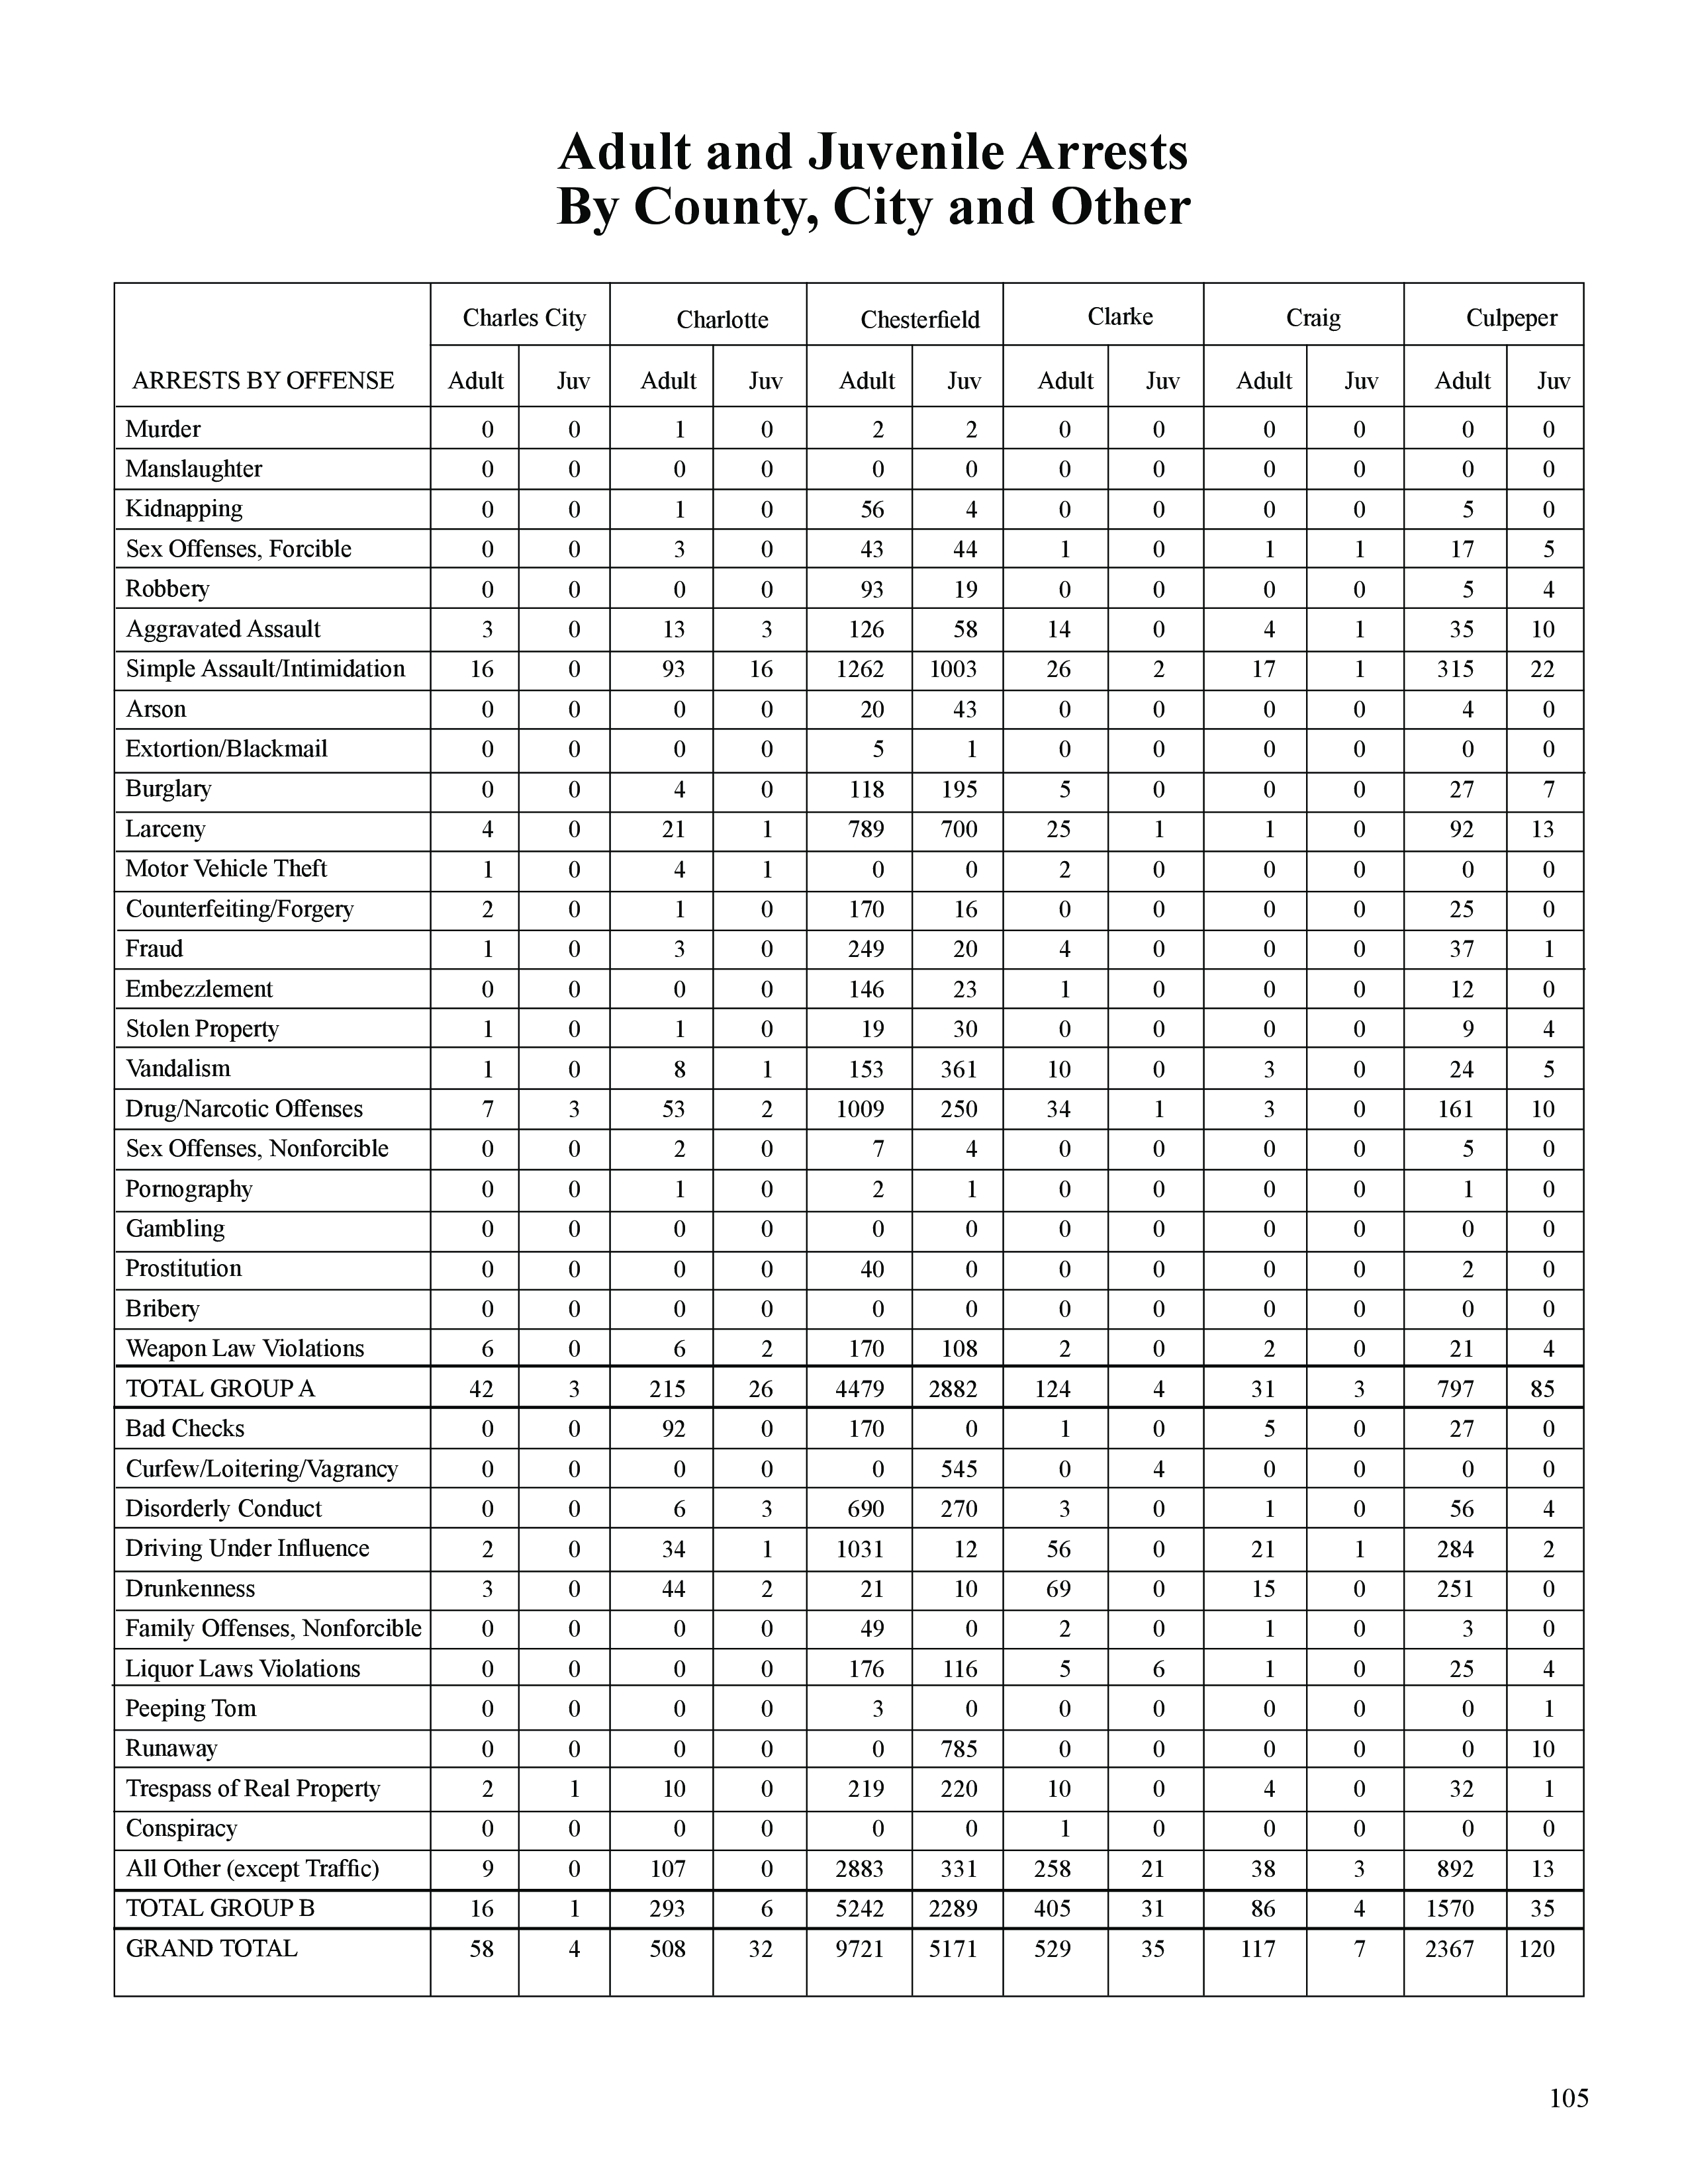 Adult and Juvenile Arrests
By County, City and Other
Charles City Charlotte Chesterfield Clarke Craig Culpeper
ARRESTS BY OFFENSE Adult Juv Adult Juv Adult Juv Adult Juv Adult Juv Adult Juv
Murder 0 0 1 0 2 2 0 0 0 0 0 0
Manslaughter 0 0 0 0 0 0 0 0 0 0 0 0
Kidnapping 0 0 1 0 56 4 0 0 0 0 5 0
Sex Offenses, Forcible 0 0 3 0 43 44 1 0 1 1 17 5
Robbery 0 0 0 0 93 19 0 0 0 0 5 4
Aggravated Assault 3 0 13 3 126 58 14 0 4 1 35 10
Simple Assault/Intimidation 16 0 93 16 1262 1003 26 2 17 1 315 22
Arson 0 0 0 0 20 43 0 0 0 0 4 0
Extortion/Blackmail 0 0 0 0 5 1 0 0 0 0 0 0
Burglary 0 0 4 0 118 195 5 0 0 0 27 7
Larceny 4 0 21 1 789 700 25 1 1 0 92 13
Motor Vehicle Theft 1 0 4 1 0 0 2 0 0 0 0 0
Counterfeiting/Forgery 2 0 1 0 170 16 0 0 0 0 25 0
Fraud 1 0 3 0 249 20 4 0 0 0 37 1
Embezzlement 0 0 0 0 146 23 1 0 0 0 12 0
Stolen Property 1 0 1 0 19 30 0 0 0 0 9 4
Vandalism 1 0 8 1 153 361 10 0 3 0 24 5
Drug/Narcotic Offenses 7 3 53 2 1009 250 34 1 3 0 161 10
Sex Offenses, Nonforcible 0 0 2 0 7 4 0 0 0 0 5 0
Pornography 0 0 1 0 2 1 0 0 0 0 1 0
Gambling 0 0 0 0 0 0 0 0 0 0 0 0
Prostitution 0 0 0 0 40 0 0 0 0 0 2 0
Bribery 0 0 0 0 0 0 0 0 0 0 0 0
Weapon Law Violations 6 0 6 2 170 108 2 0 2 0 21 4
TOTAL GROUP A 42 3 215 26 4479 2882 124 4 31 3 797 85
Bad Checks 0 0 92 0 170 0 1 0 5 0 27 0
Curfew/Loitering/Vagrancy 0 0 0 0 0 545 0 4 0 0 0 0
Disorderly Conduct 0 0 6 3 690 270 3 0 1 0 56 4
Driving Under Influence 2 0 34 1 1031 12 56 0 21 1 284 2
Drunkenness 3 0 44 2 21 10 69 0 15 0 251 0
Family Offenses, Nonforcible 0 0 0 0 49 0 2 0 1 0 3 0
Liquor Laws Violations 0 0 0 0 176 116 5 6 1 0 25 4
Peeping Tom 0 0 0 0 3 0 0 0 0 0 0 1
Runaway 0 0 0 0 0 785 0 0 0 0 0 10
Trespass of Real Property 2 1 10 0 219 220 10 0 4 0 32 1
Conspiracy 0 0 0 0 0 0 1 0 0 0 0 0
All Other (except Traffic) 9 0 107 0 2883 331 258 21 38 3 892 13
TOTAL GROUP B 16 1 293 6 5242 2289 405 31 86 4 1570 35
GRAND TOTAL 58 4 508 32 9721 5171 529 35 117 7 2367 120
105